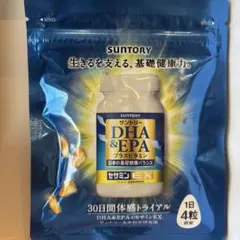 SUNTORY
生きるを支える、基礎健康力。
サントリー
DHA
&EPA
プラスビタミン
セサミンEX
30日間体感トライアル
1日
4粒
DHA&EPA+セサミンEX